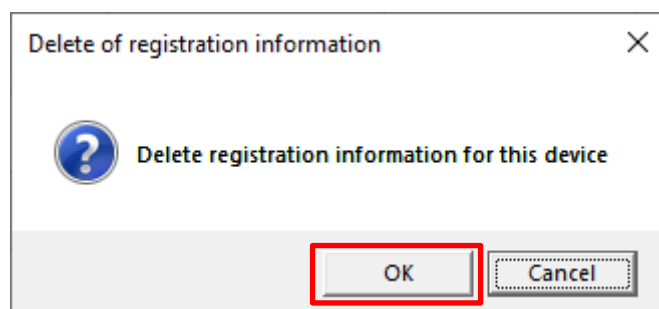 Delete of registration information
Delete registration information for this device
OK
Cancel